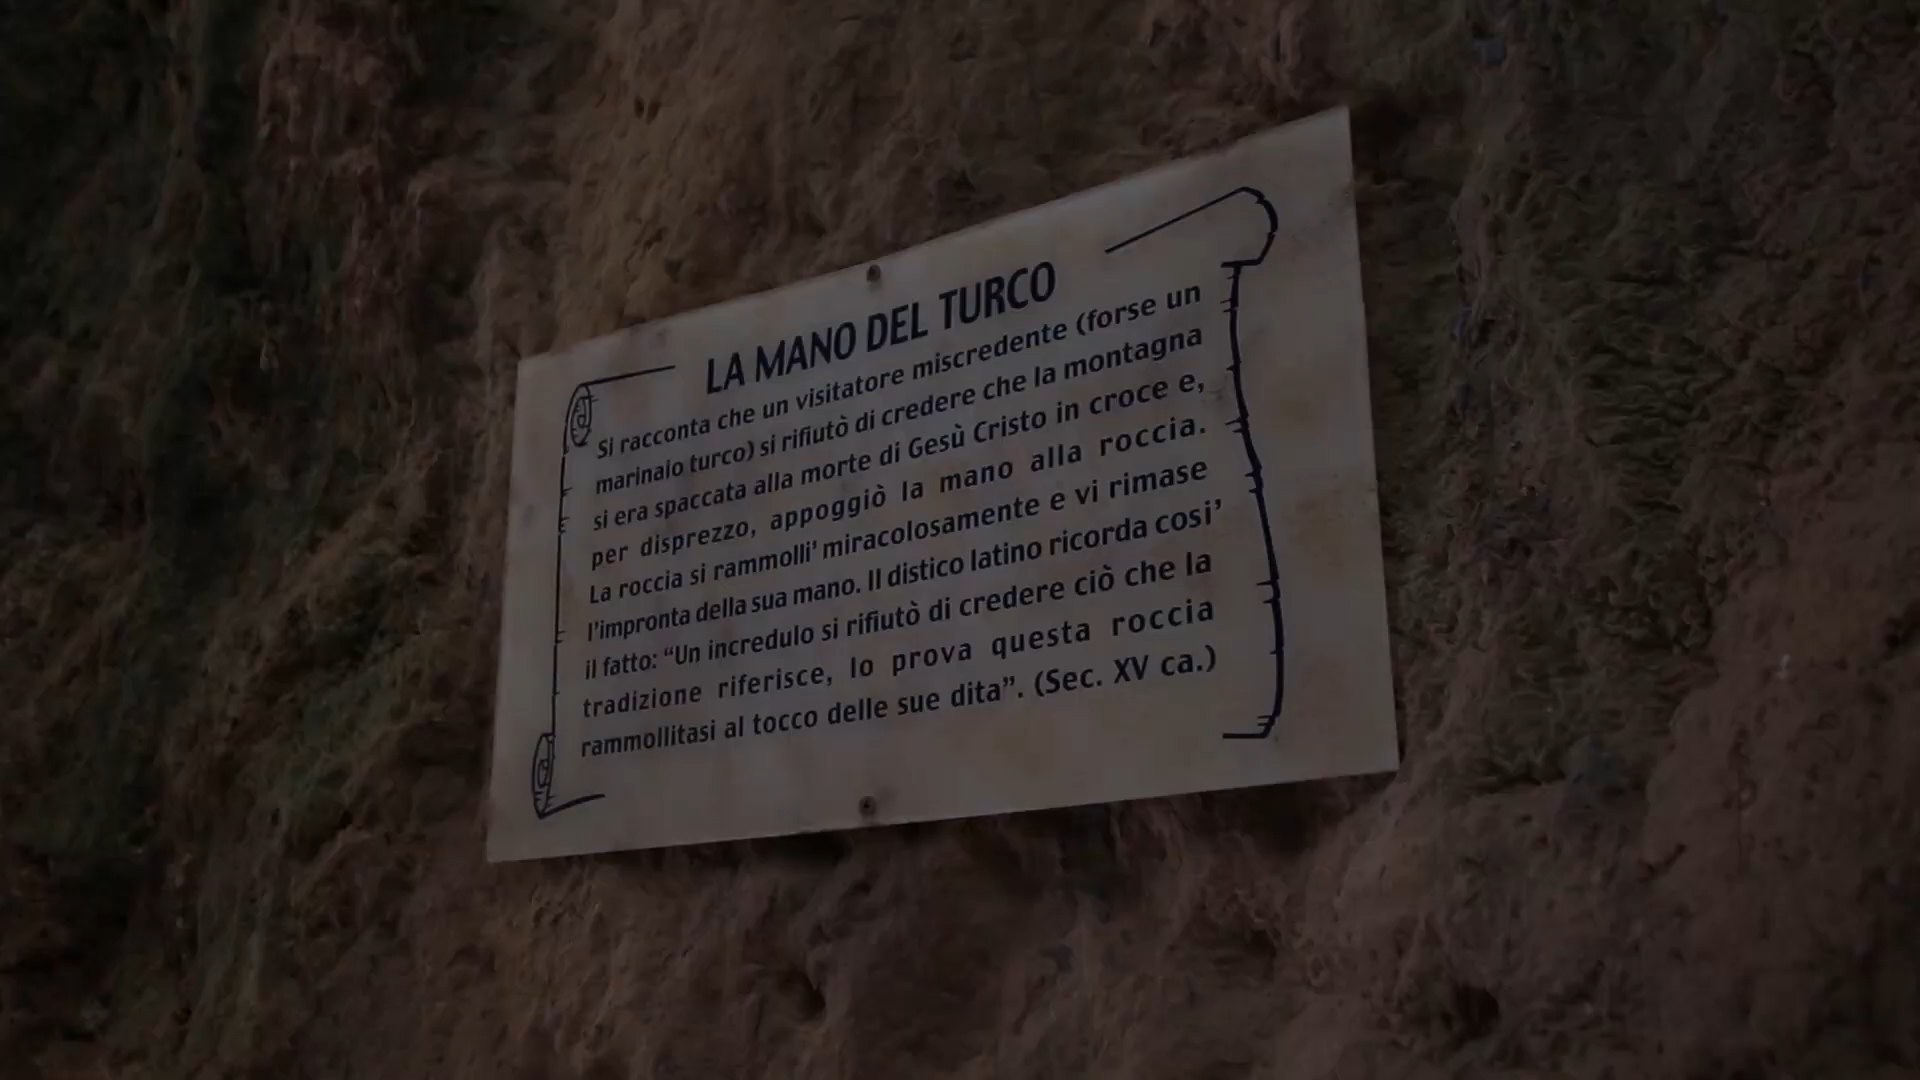 LA MANO DEL TURCO
Si racconta che un visitatore miscredente (forse un
marinaio turco) si rifiutò di credere che la montagna
si era spaccata alla morte di Gesù Cristo in croce e,
per disprezzo, appoggiò la mano alla roccia.
La roccia si rammolli' miracolosamente e vi rimase
l'impronta della sua mano. Il distico latino ricorda cosi'
il fatto: “Un incredulo si rifiutò di credere ciò che la
tradizione riferisce, lo prova questa roccia
rammollitasi al tocco delle sue dita”. (Sec. XV ca.)